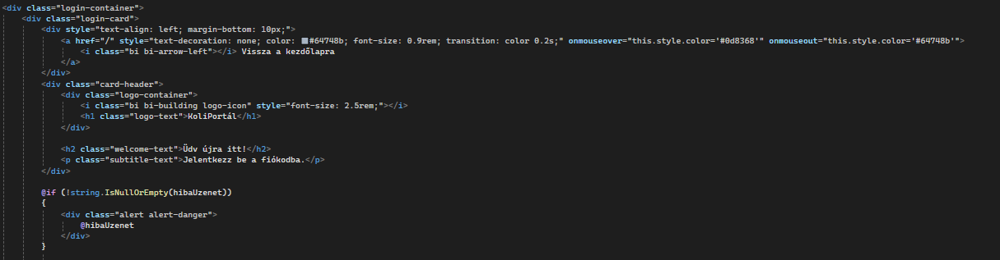 <div class="login-container">
<div class="login-card">
<div style="text-align: left; margin-bottom: 10px;">
<a href="/" style="text-decoration: none; color: #64748b; font-size: 0.9rem; transition: color 0.2s;" onmouseover="this.style.color='#0d8368'" onmouseout="this.style.color='#64748b'">
<i class="bi bi-arrow-left"></i> Vissza a kezdőlapra
</a>
</div>
<div class="card-header">
<div class="logo-container">
<i class="bi bi-building logo-icon" style="font-size: 2.5rem;"></i>
<h1 class="logo-text">KoliPortál</h1>
</div>
<h2 class="welcome-text">Üdv újra itt!</h2>
<p class="subtitle-text">Jelentkezz be a fiókodba.</p>
</div>
@if (!string.IsNullOrEmpty(hibaUzenet))
{
<div class="alert alert-danger">
@hibaUzenet
</div>
}